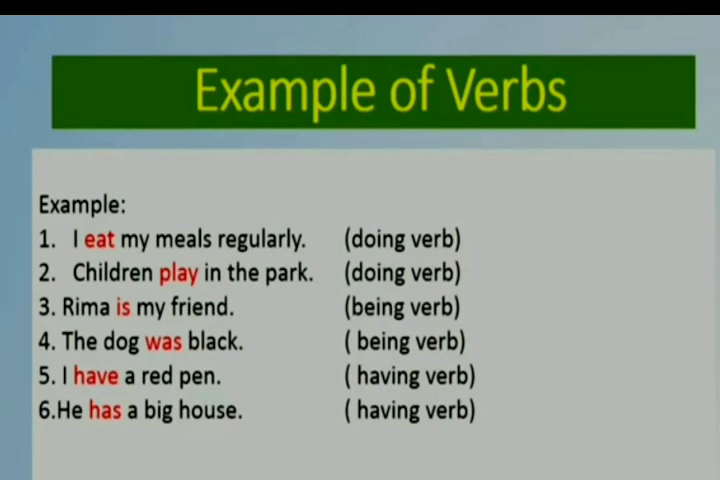 Example of Verbs
Example:
1. I eat my meals regularly. (doing verb)
2. Children play in the park. (doing verb)
3. Rima is my friend. (being verb)
4. The dog was black. ( being verb)
5. I have a red pen. ( having verb)
6.He has a big house. ( having verb)